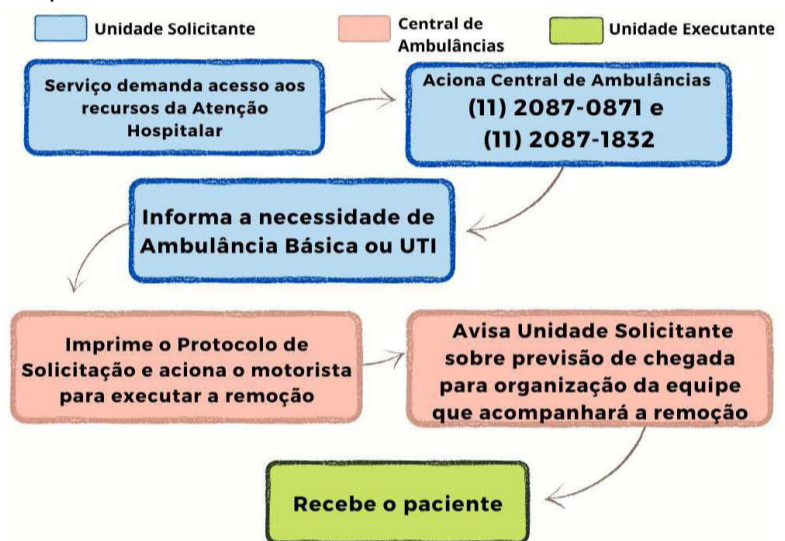 Unidade Solicitante
Central de
Ambulâncias
Unidade Executante
Serviço demanda acesso aos
recursos da Atenção
Hospitalar
Aciona Central de Ambulâncias
(11) 2087-0871 e
(11) 2087-1832
Informa a necessidade de
Ambulância Básica ou UTI
Imprime o Protocolo de
Solicitação e aciona o motorista
para executar a remoção
Avisa Unidade Solicitante
sobre previsão de chegada
para organização da equipe
que acompanhará a remoção
Recebe o paciente